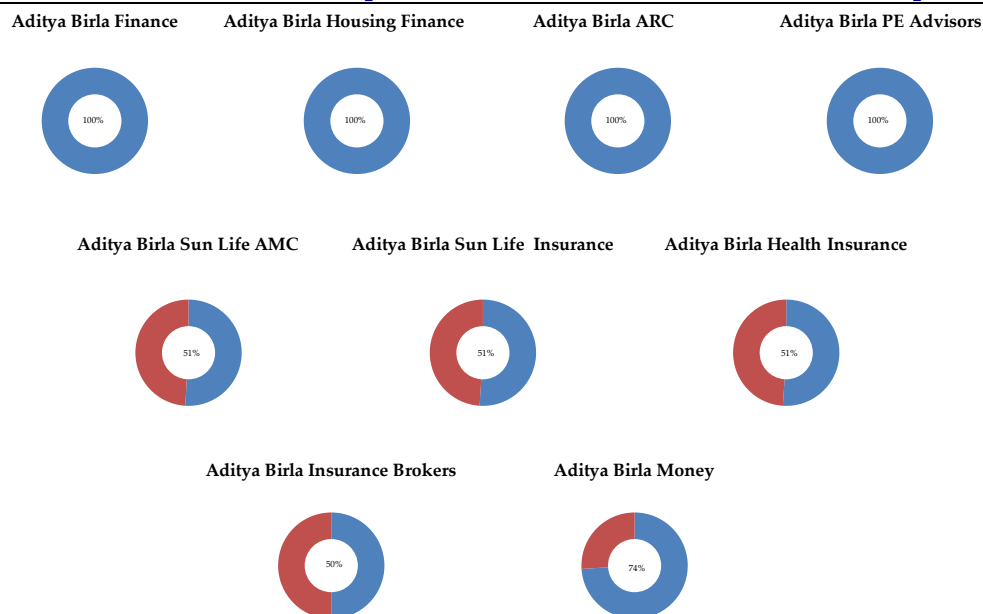 Aditya Birla Finance Aditya Birla Housing Finance Aditya Birla ARC Aditya Birla PE Advisors
100% 100% 100% 100%
Aditya Birla Sun Life AMC Aditya Birla Sun Life Insurance Aditya Birla Health Insurance
51% 51% 51%
Aditya Birla Insurance Brokers Aditya Birla Money
50% 74%